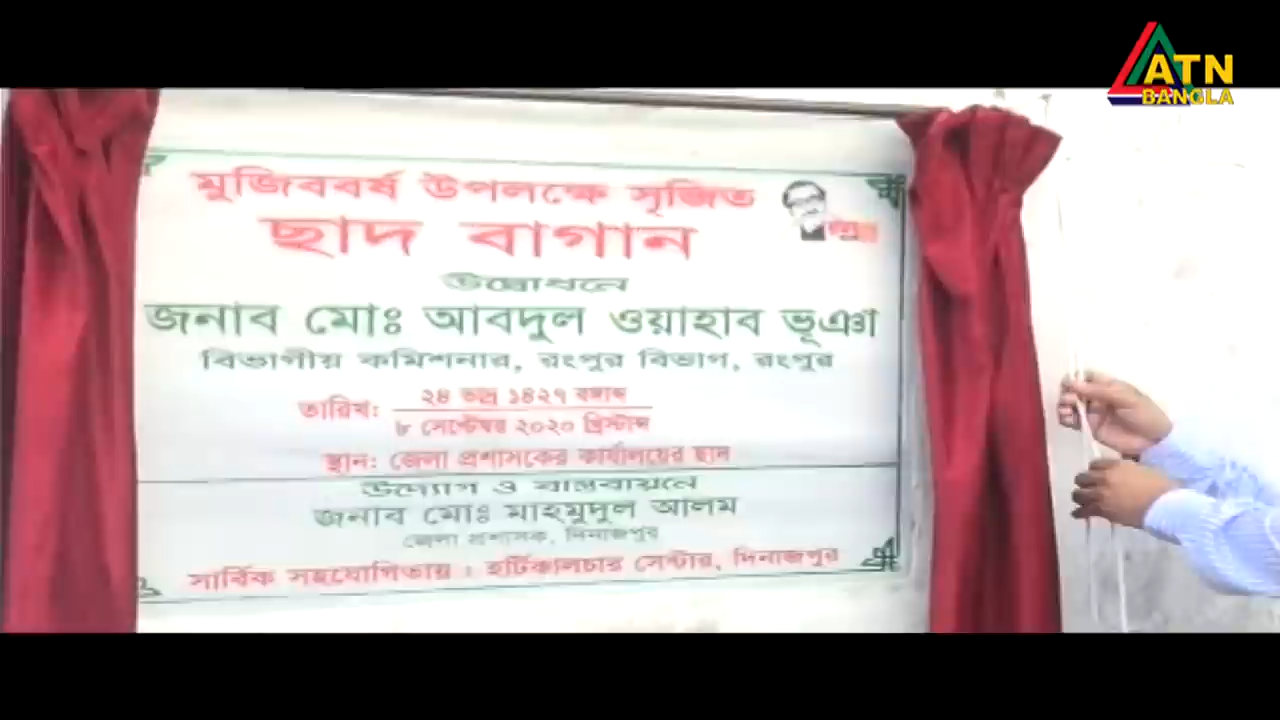 ATN
BANGLA
মুজিববর্ষ উপলক্ষে সৃজিত
ছাদ বাগান
উদ্বোধনে
জনাব মোঃ আবদুল ওয়াহাব ভূঞা
বিভাগীয় কমিশনার, রংপুর বিভাগ, রংপুর
তারিখ: ২৪ ভাদ্র ১৪২৭ বঙ্গাব্দ
৮ সেপ্টেম্বর ২০২০ খ্রিস্টাব্দ
স্থান: জেলা প্রশাসকের কার্যালয়ের ছাদ
উদ্যোগ ও বাস্তবায়নে
জনাব মোঃ মাহমুদুল আলম
জেলা প্রশাসক, দিনাজপুর
সার্বিক সহযোগিতায় : হর্টিকালচার সেন্টার, দিনাজপুর